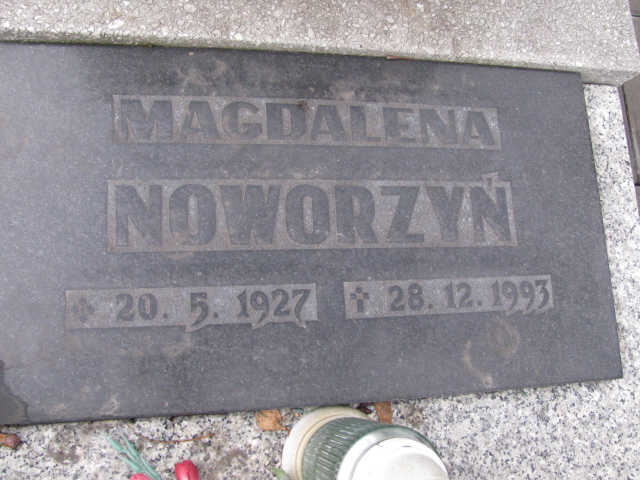 MAGDALENA
NOWORZYŃ
20. 5. 1927 † 28. 12. 1993